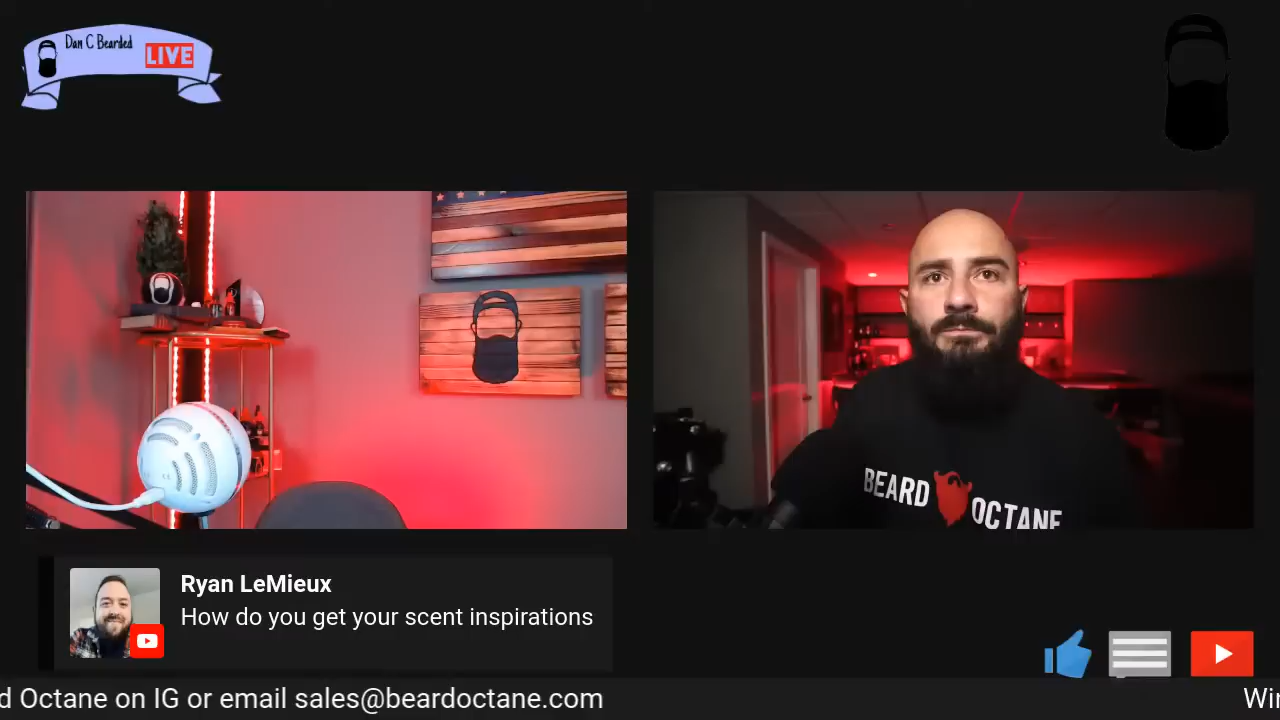 Dan C Bearded
LIVE
BEARD OCTANE
Ryan LeMieux
How do you get your scent inspirations
d Octane on IG or email sales@beardoctane.com
Wi